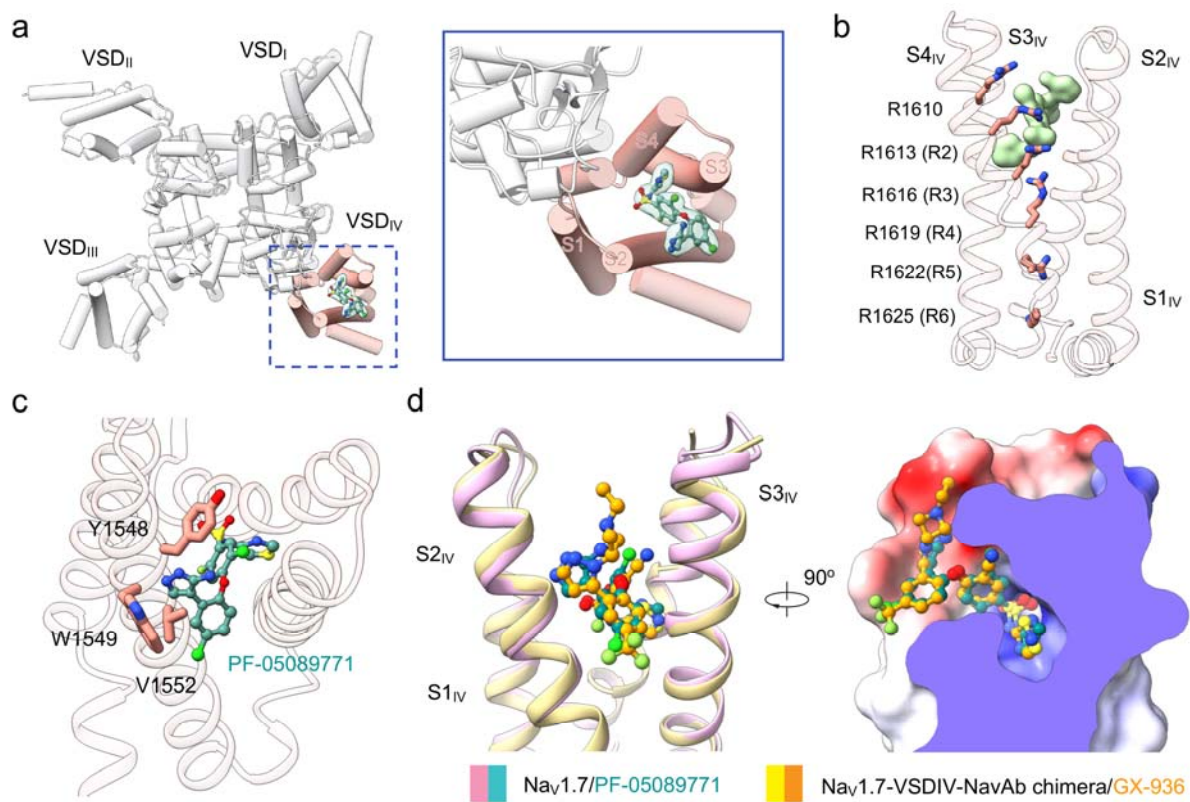 a
VSD_II
VSD_I
VSD_III
VSD_IV
S4
S3
S1
S2
b
S4_IV
S3_IV
S2_IV
R1610
R1613 (R2)
R1616 (R3)
R1619 (R4)
R1622 (R5)
R1625 (R6)
S1_IV
c
Y1548
W1549
V1552
PF-05089771
d
S3_IV
S2_IV
S1_IV
90°
Na_V1.7/PF-05089771
Na_V1.7-VSDIV-NavAb chimera/GX-936